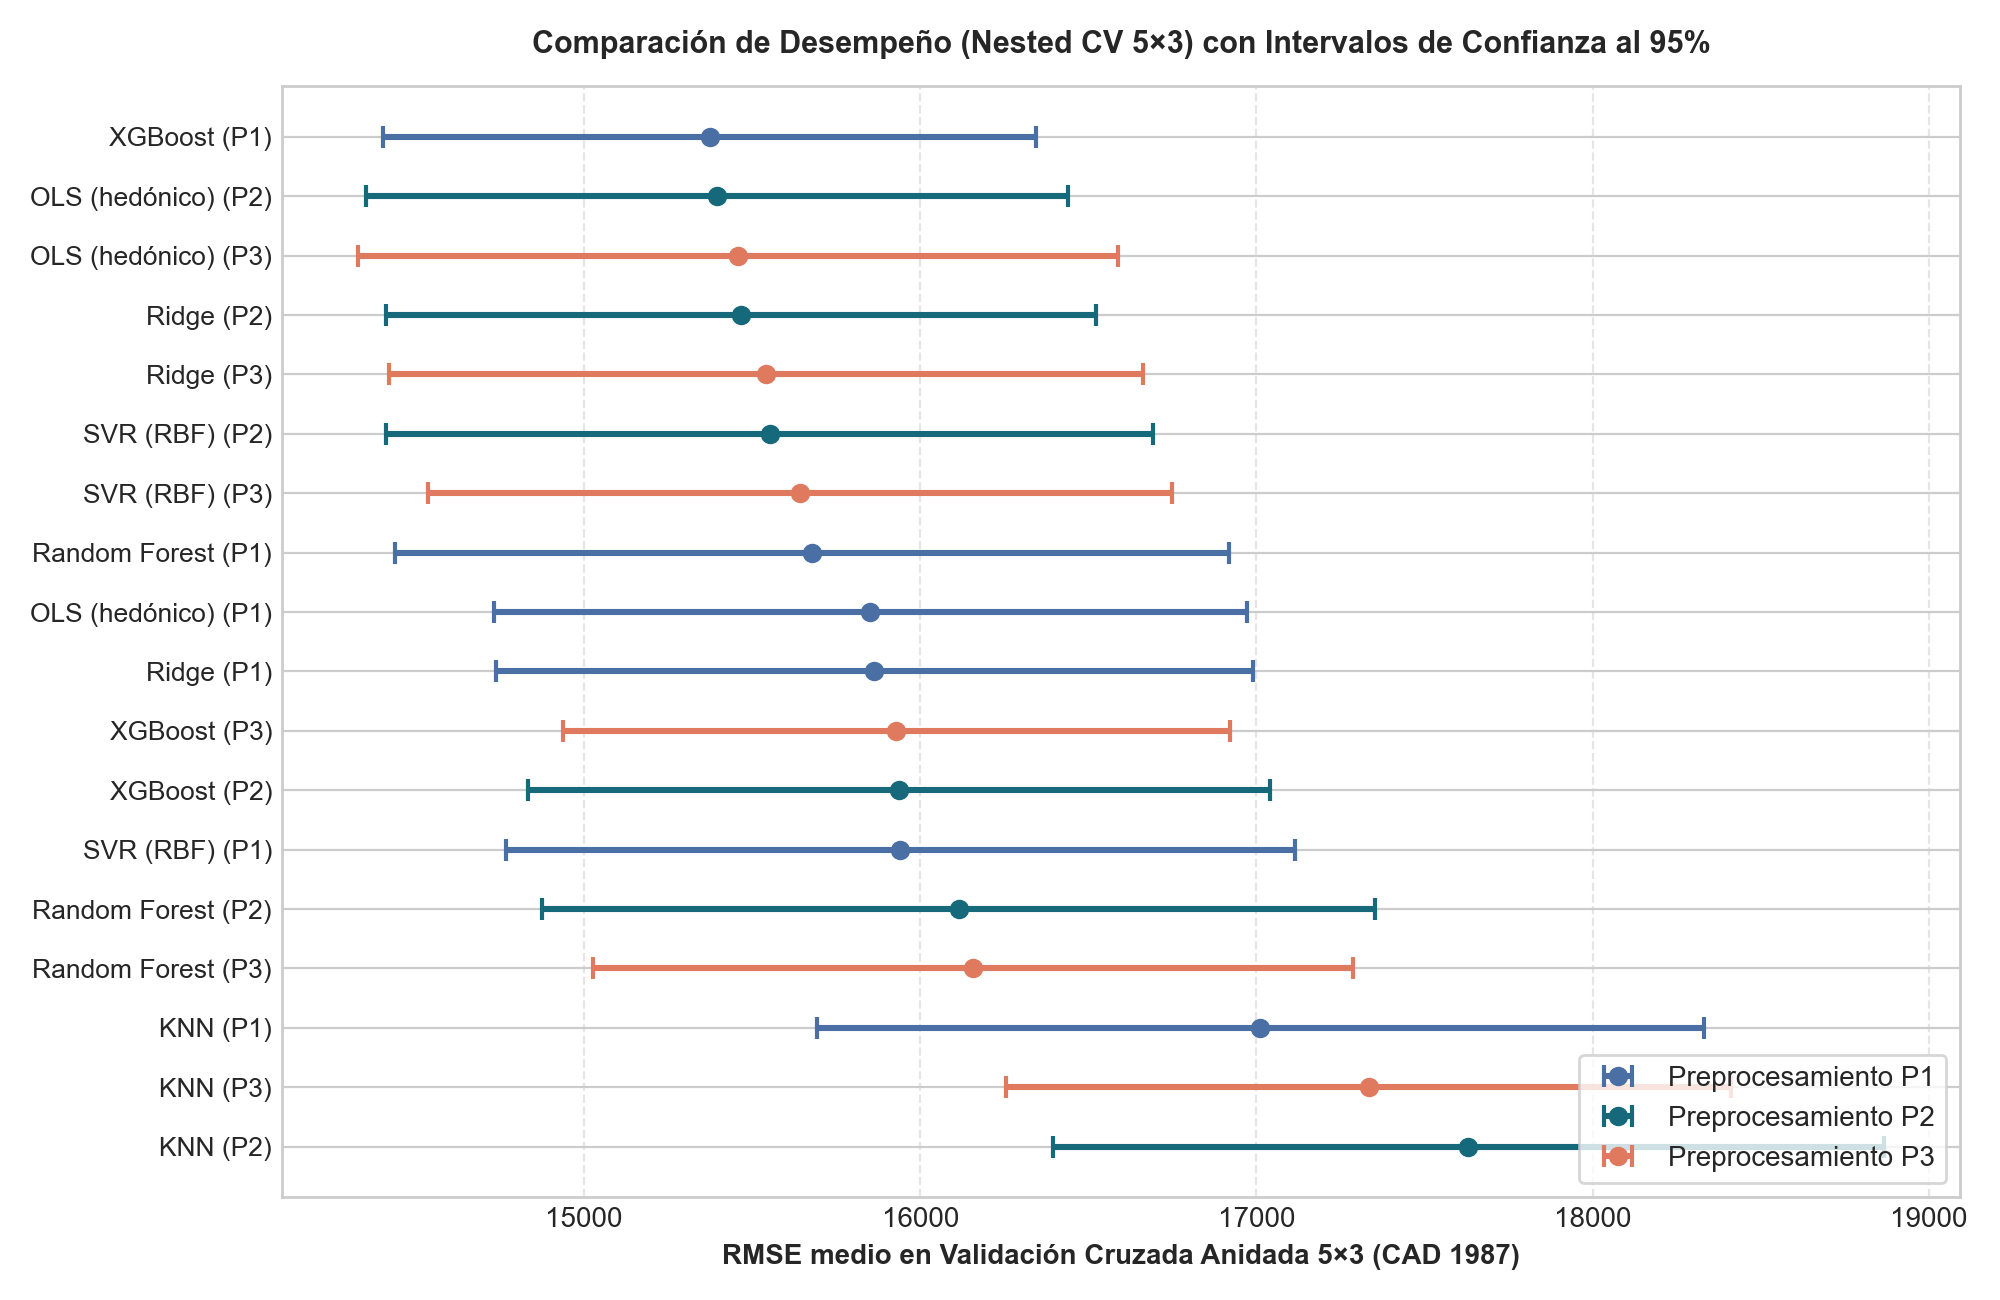 Comparación de Desempeño (Nested CV 5×3) con Intervalos de Confianza al 95%
XGBoost (P1)
OLS (hedónico) (P2)
OLS (hedónico) (P3)
Ridge (P2)
Ridge (P3)
SVR (RBF) (P2)
SVR (RBF) (P3)
Random Forest (P1)
OLS (hedónico) (P1)
Ridge (P1)
XGBoost (P3)
XGBoost (P2)
SVR (RBF) (P1)
Random Forest (P2)
Random Forest (P3)
KNN (P1)
KNN (P3)
KNN (P2)
Preprocesamiento P1
Preprocesamiento P2
Preprocesamiento P3
15000 16000 17000 18000 19000
RMSE medio en Validación Cruzada Anidada 5×3 (CAD 1987)